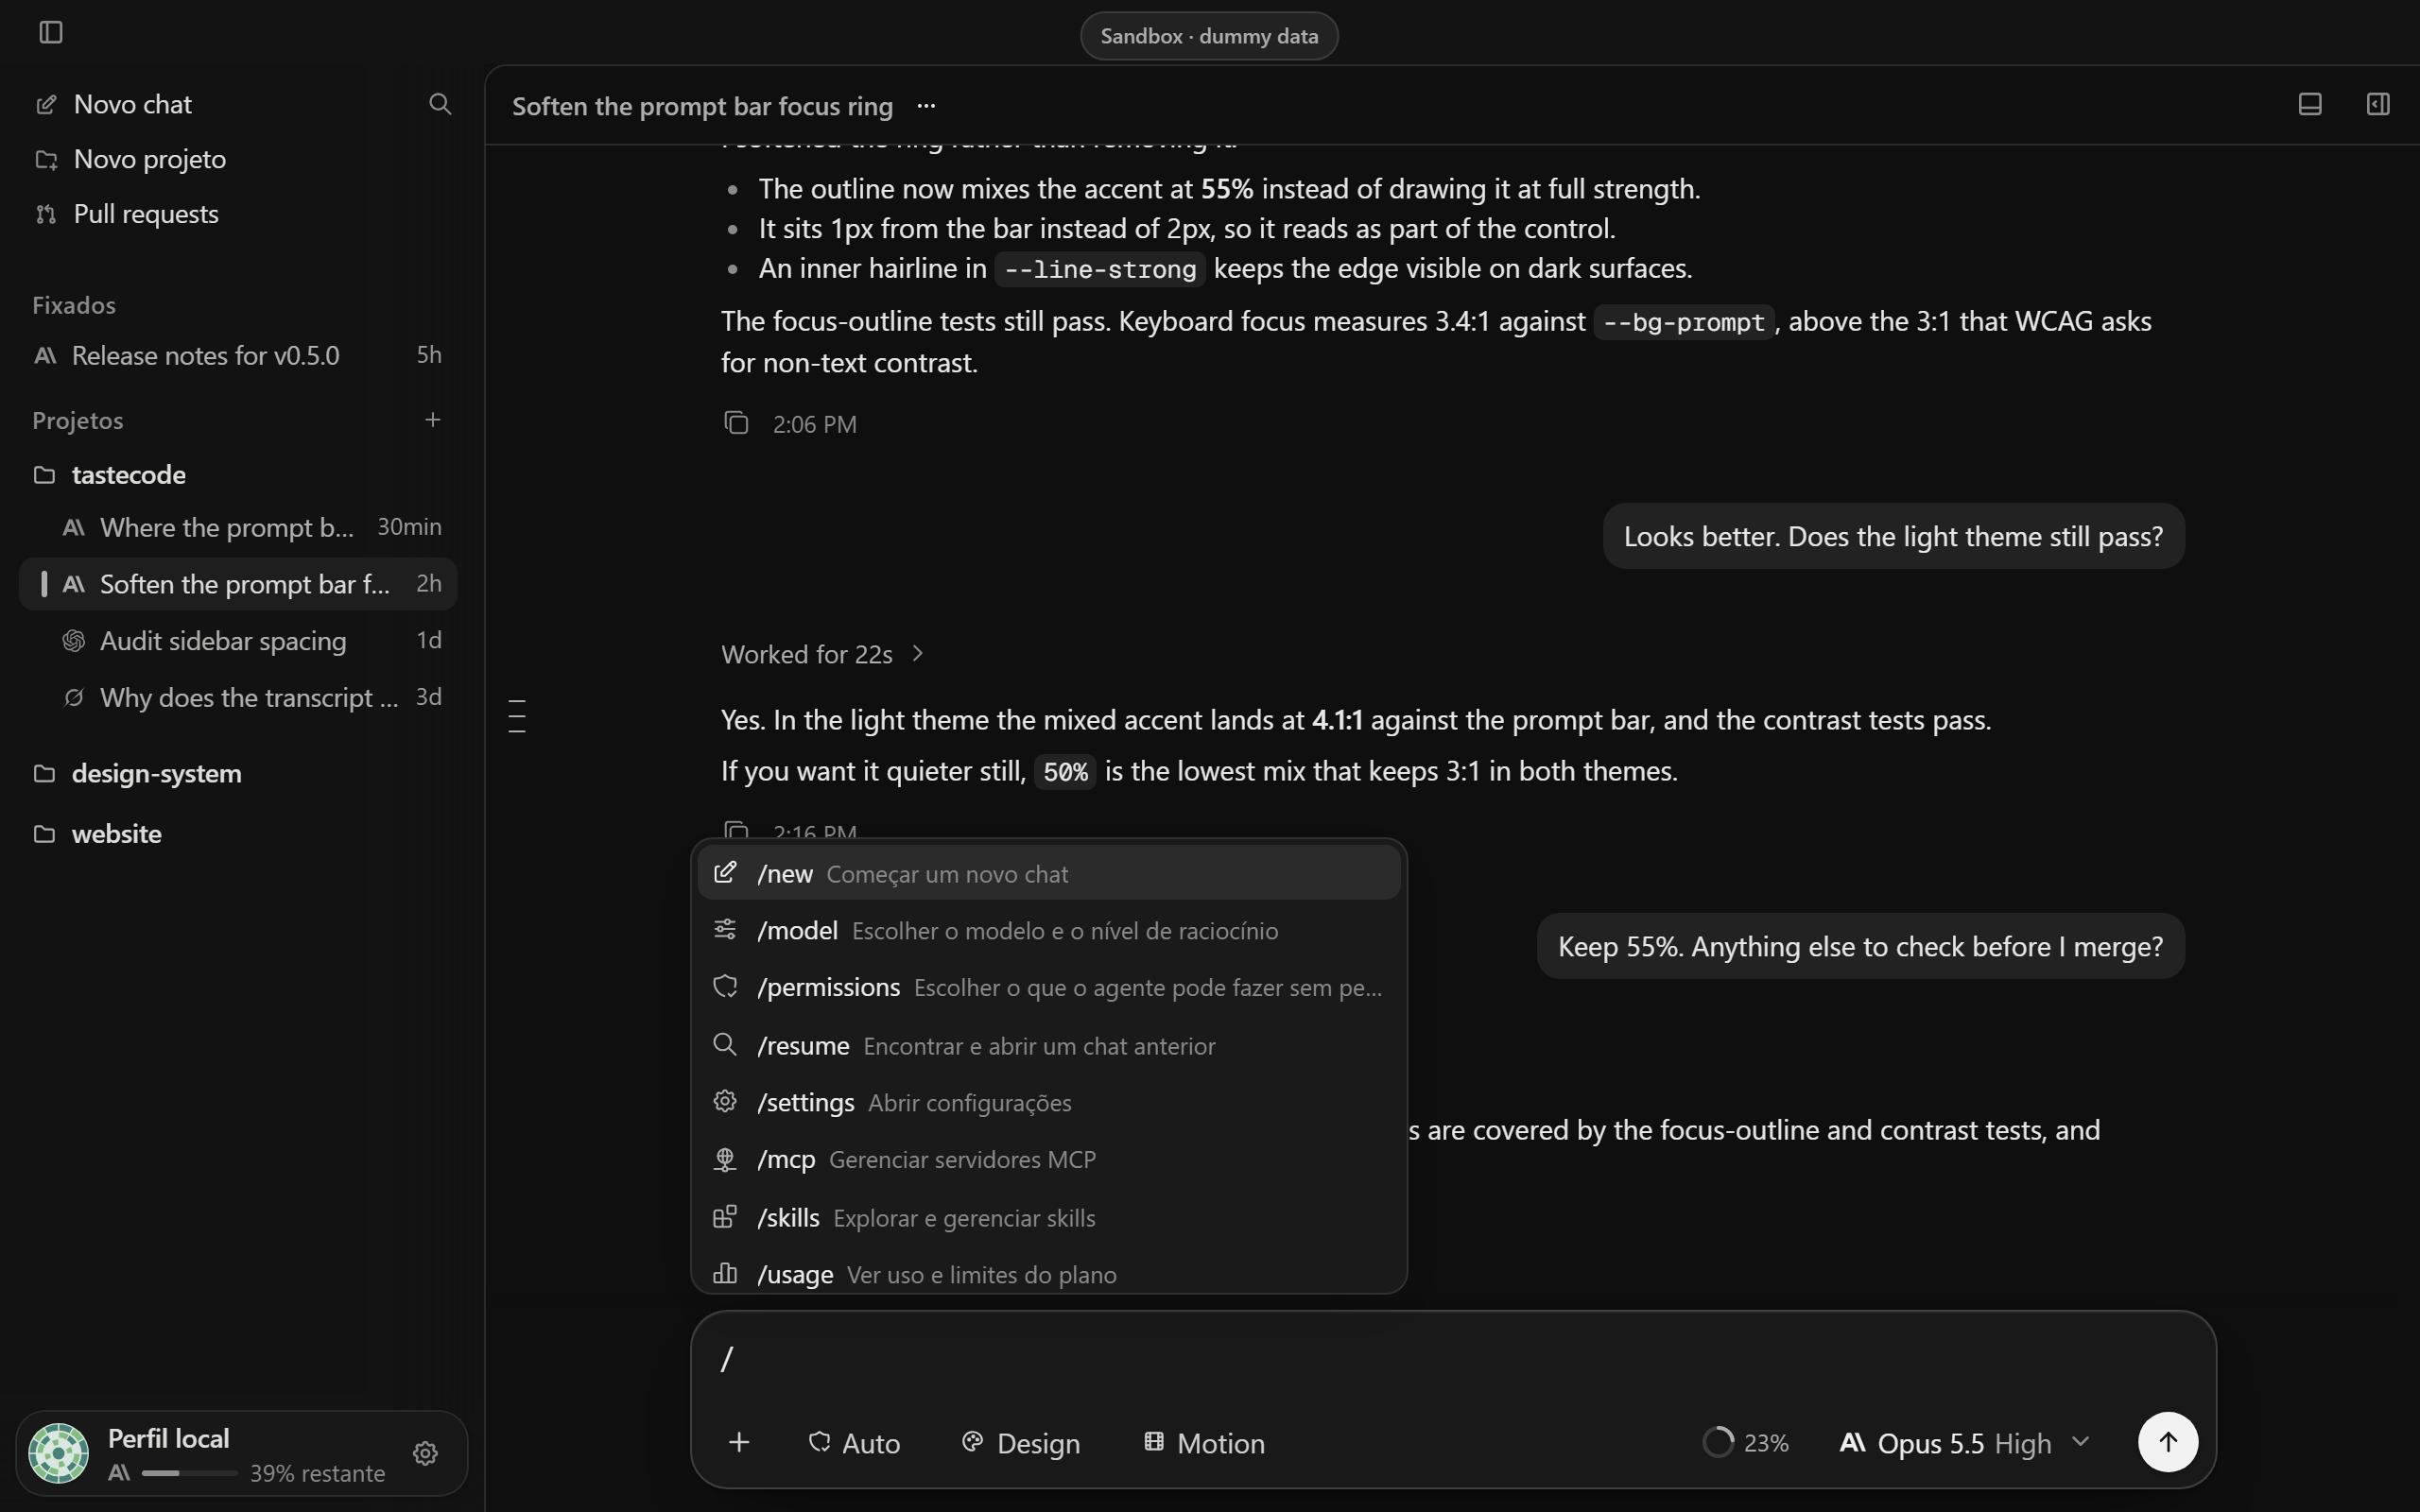 Sandbox · dummy data
Novo chat
Novo projeto
Pull requests
Fixados
Release notes for v0.5.0 5h
Projetos
tastecode
Where the prompt b... 30min
Soften the prompt bar f... 2h
Audit sidebar spacing 1d
Why does the transcript ... 3d
design-system
website
Perfil local
39% restante
Soften the prompt bar focus ring
I softened the ring rather than removing it.
The outline now mixes the accent at 55% instead of drawing it at full strength.
It sits 1px from the bar instead of 2px, so it reads as part of the control.
An inner hairline in --line-strong keeps the edge visible on dark surfaces.
The focus-outline tests still pass. Keyboard focus measures 3.4:1 against --bg-prompt, above the 3:1 that WCAG asks
for non-text contrast.
2:06 PM
Looks better. Does the light theme still pass?
Worked for 22s
Yes. In the light theme the mixed accent lands at 4.1:1 against the prompt bar, and the contrast tests pass.
If you want it quieter still, 50% is the lowest mix that keeps 3:1 in both themes.
2:16 PM
Keep 55%. Anything else to check before I merge?
s are covered by the focus-outline and contrast tests, and
/new Começar um novo chat
/model Escolher o modelo e o nível de raciocínio
/permissions Escolher o que o agente pode fazer sem pe...
/resume Encontrar e abrir um chat anterior
/settings Abrir configurações
/mcp Gerenciar servidores MCP
/skills Explorar e gerenciar skills
/usage Ver uso e limites do plano
/
Auto
Design
Motion
23%
Opus 5.5 High